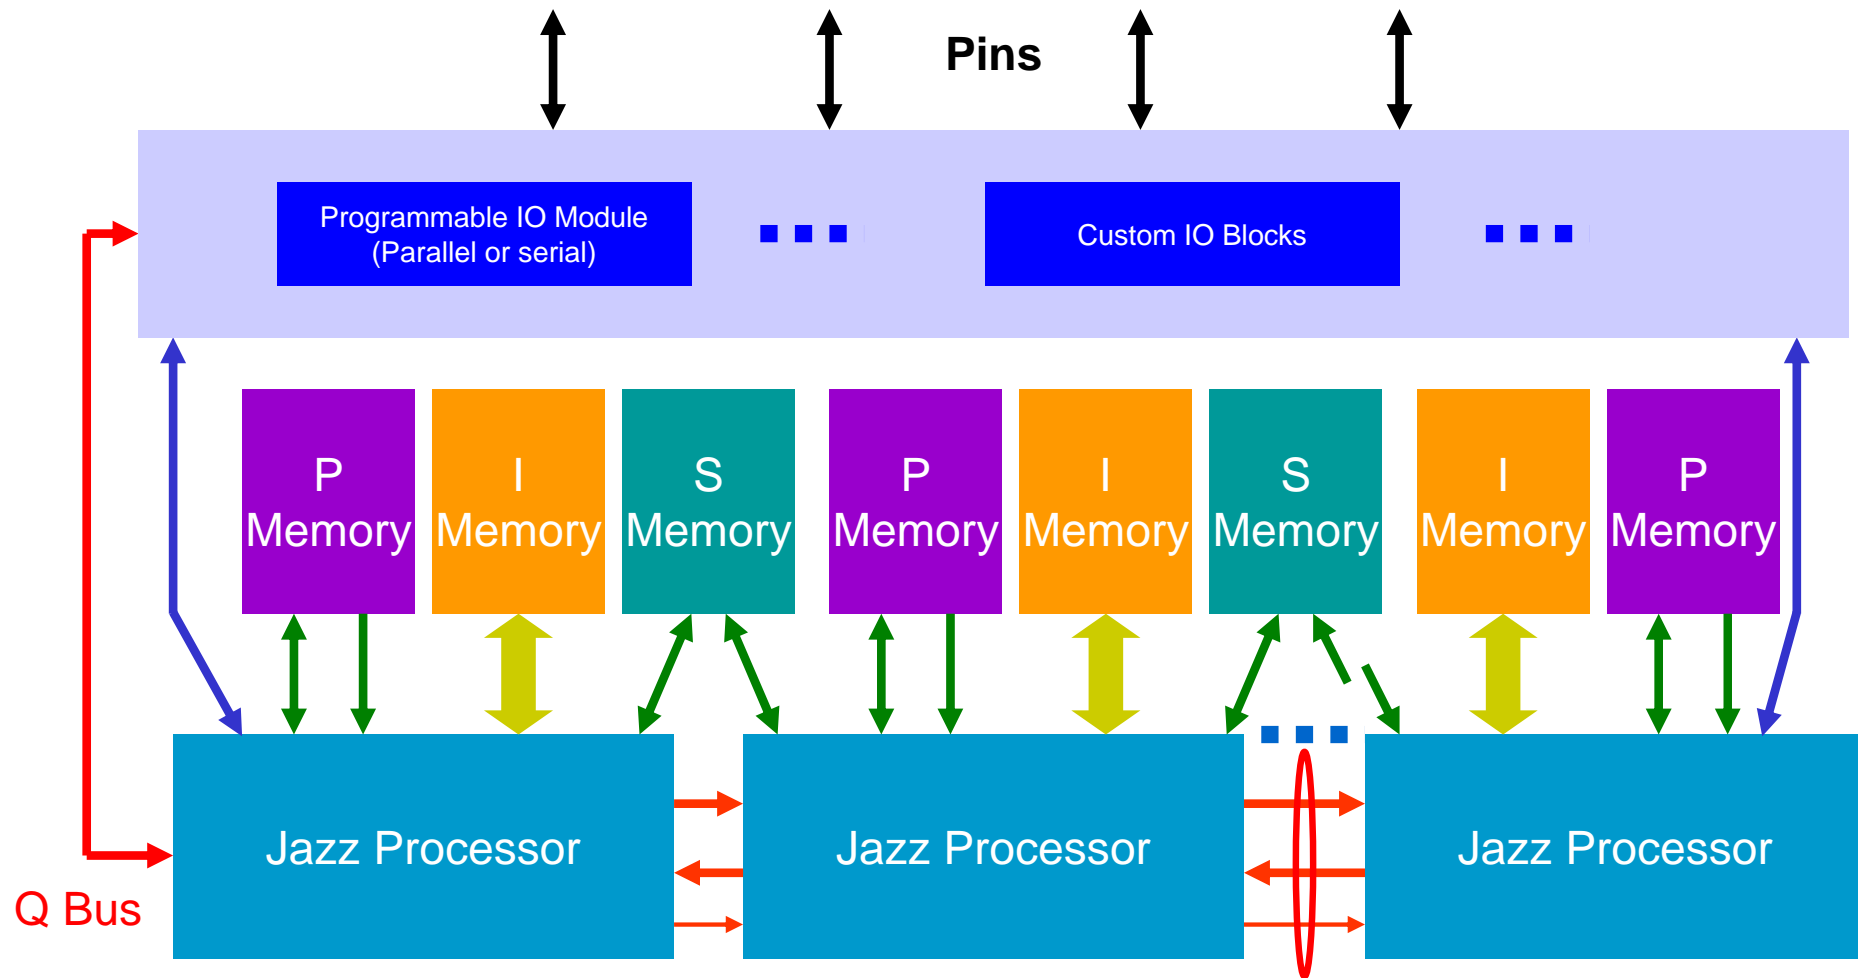 Pins
Programmable IO Module
(Parallel or serial)
Custom IO Blocks
P
Memory
I
Memory
S
Memory
P
Memory
I
Memory
S
Memory
I
Memory
P
Memory
Jazz Processor
Jazz Processor
Jazz Processor
Q Bus